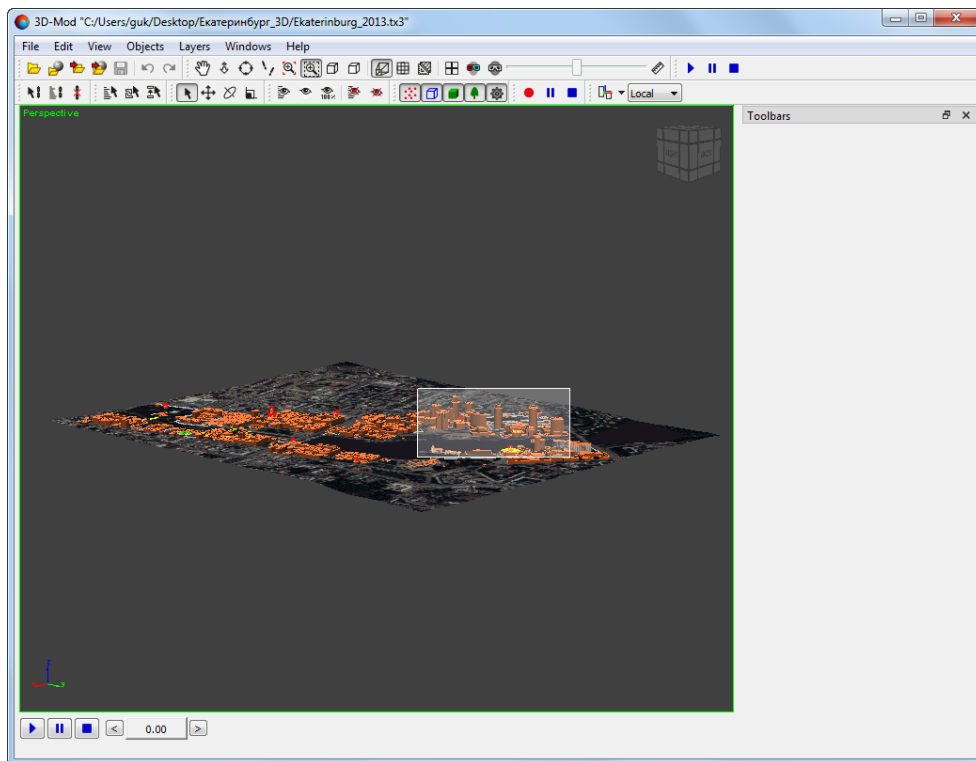 3D-Mod "C:/Users/guk/Desktop/Екатеринбург_3D/Ekaterinburg_2013.tx3"
File Edit View Objects Layers Windows Help
100%
Local
Perspective
Toolbars
< 0.00 >